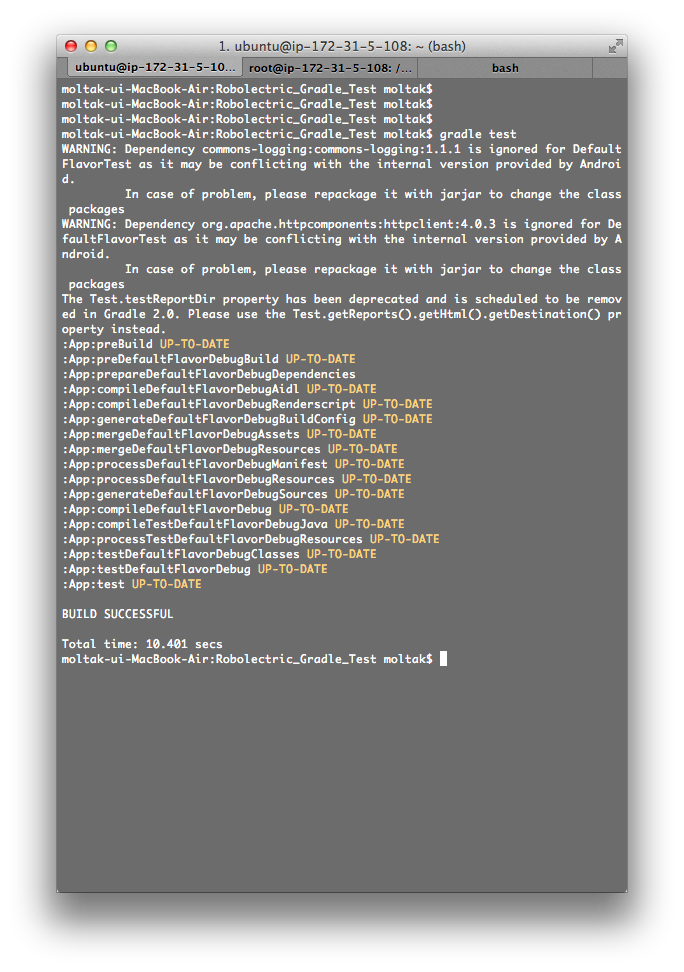 1. ubuntu@ip-172-31-5-108: ~ (bash)
ubuntu@ip-172-31-5-10... root@ip-172-31-5-108: /... bash
moltak-ui-MacBook-Air:Robolectric_Gradle_Test moltak$
moltak-ui-MacBook-Air:Robolectric_Gradle_Test moltak$
moltak-ui-MacBook-Air:Robolectric_Gradle_Test moltak$
moltak-ui-MacBook-Air:Robolectric_Gradle_Test moltak$ gradle test
WARNING: Dependency commons-logging:commons-logging:1.1.1 is ignored for Default
FlavorTest as it may be conflicting with the internal version provided by Androi
d.
         In case of problem, please repackage it with jarjar to change the class
 packages
WARNING: Dependency org.apache.httpcomponents:httpclient:4.0.3 is ignored for De
faultFlavorTest as it may be conflicting with the internal version provided by A
ndroid.
         In case of problem, please repackage it with jarjar to change the class
 packages
The Test.testReportDir property has been deprecated and is scheduled to be remov
ed in Gradle 2.0. Please use the Test.getReports().getHtml().getDestination() pr
operty instead.
:App:preBuild UP-TO-DATE
:App:preDefaultFlavorDebugBuild UP-TO-DATE
:App:prepareDefaultFlavorDebugDependencies
:App:compileDefaultFlavorDebugAidl UP-TO-DATE
:App:compileDefaultFlavorDebugRenderscript UP-TO-DATE
:App:generateDefaultFlavorDebugBuildConfig UP-TO-DATE
:App:mergeDefaultFlavorDebugAssets UP-TO-DATE
:App:mergeDefaultFlavorDebugResources UP-TO-DATE
:App:processDefaultFlavorDebugManifest UP-TO-DATE
:App:processDefaultFlavorDebugResources UP-TO-DATE
:App:generateDefaultFlavorDebugSources UP-TO-DATE
:App:compileDefaultFlavorDebug UP-TO-DATE
:App:compileTestDefaultFlavorDebugJava UP-TO-DATE
:App:processTestDefaultFlavorDebugResources UP-TO-DATE
:App:testDefaultFlavorDebugClasses UP-TO-DATE
:App:testDefaultFlavorDebug UP-TO-DATE
:App:test UP-TO-DATE
BUILD SUCCESSFUL
Total time: 10.401 secs
moltak-ui-MacBook-Air:Robolectric_Gradle_Test moltak$